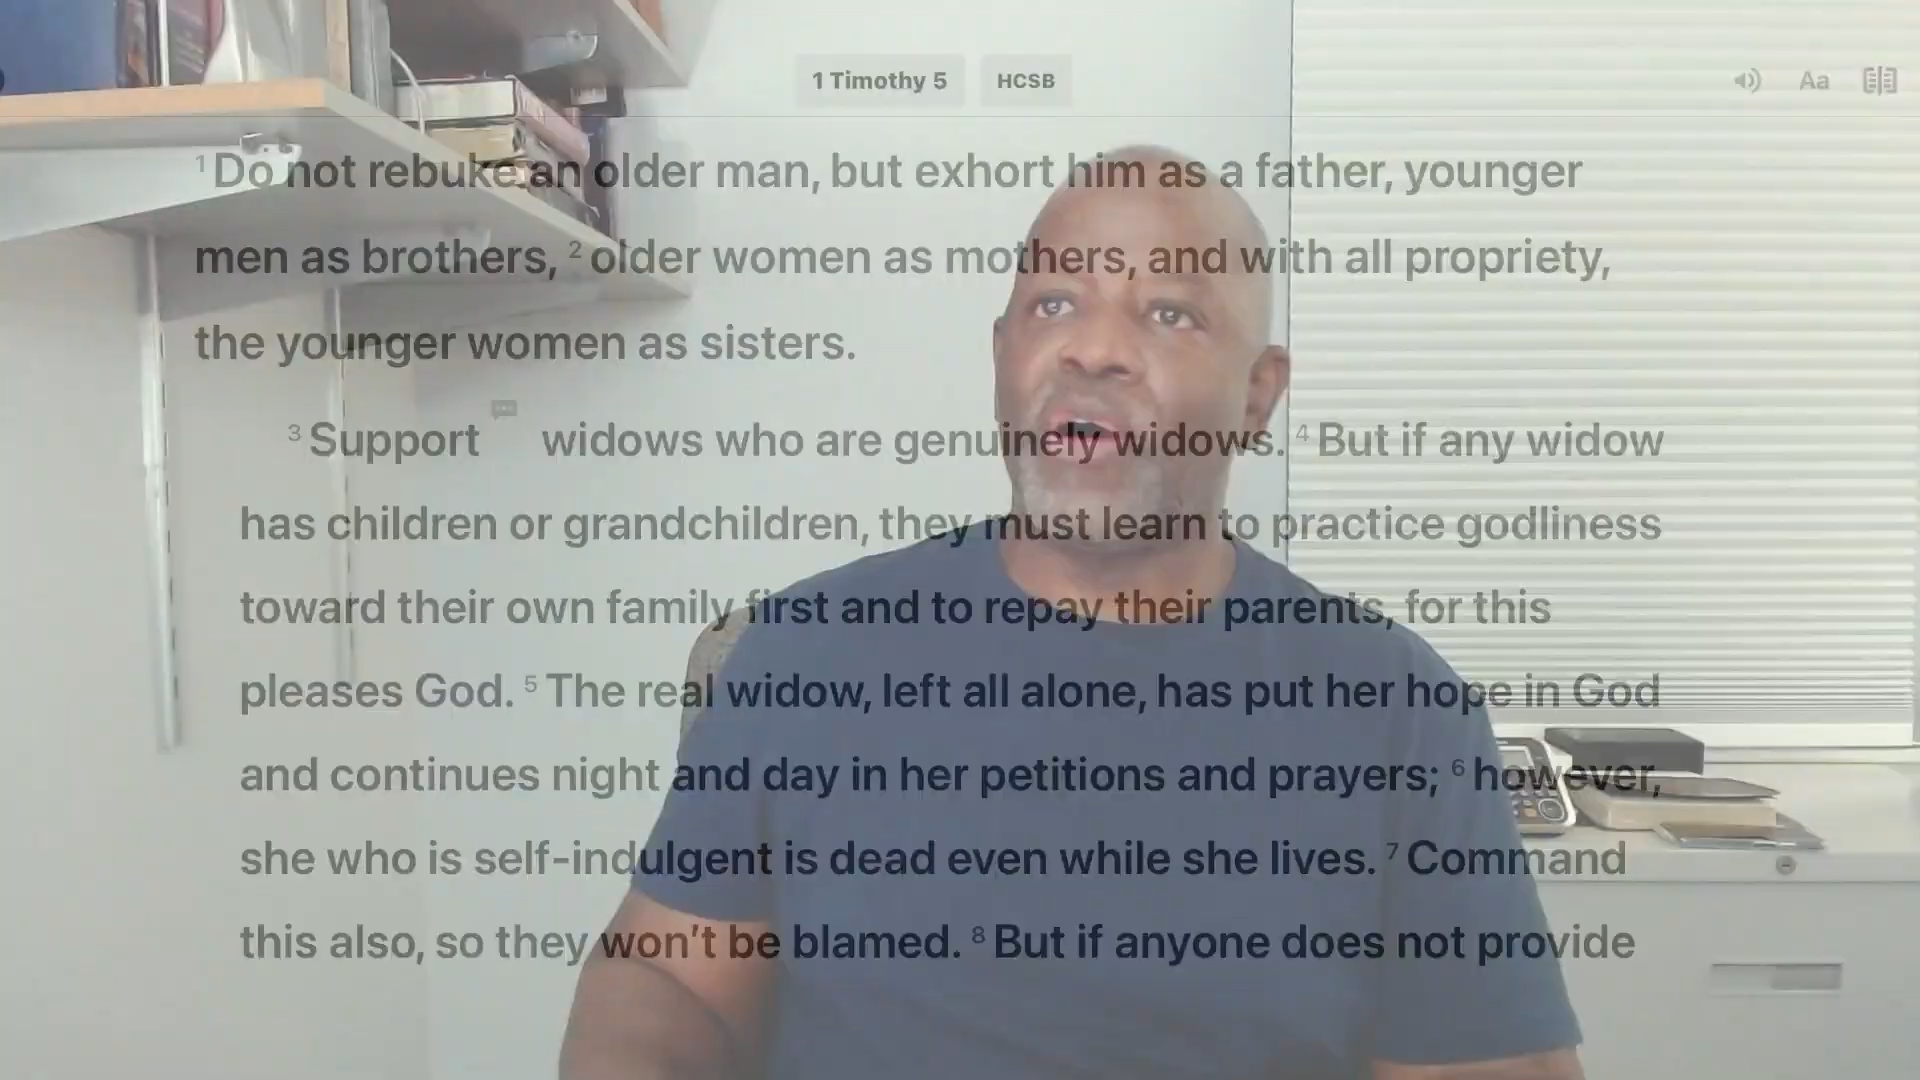 1 Timothy 5 HCSB Aa
1 Do not rebuke an older man, but exhort him as a father, younger
men as brothers, 2 older women as mothers, and with all propriety,
the younger women as sisters.
3 Support widows who are genuinely widows. 4 But if any widow
has children or grandchildren, they must learn to practice godliness
toward their own family first and to repay their parents, for this
pleases God. 5 The real widow, left all alone, has put her hope in God
and continues night and day in her petitions and prayers; 6 however,
she who is self-indulgent is dead even while she lives. 7 Command
this also, so they won’t be blamed. 8 But if anyone does not provide